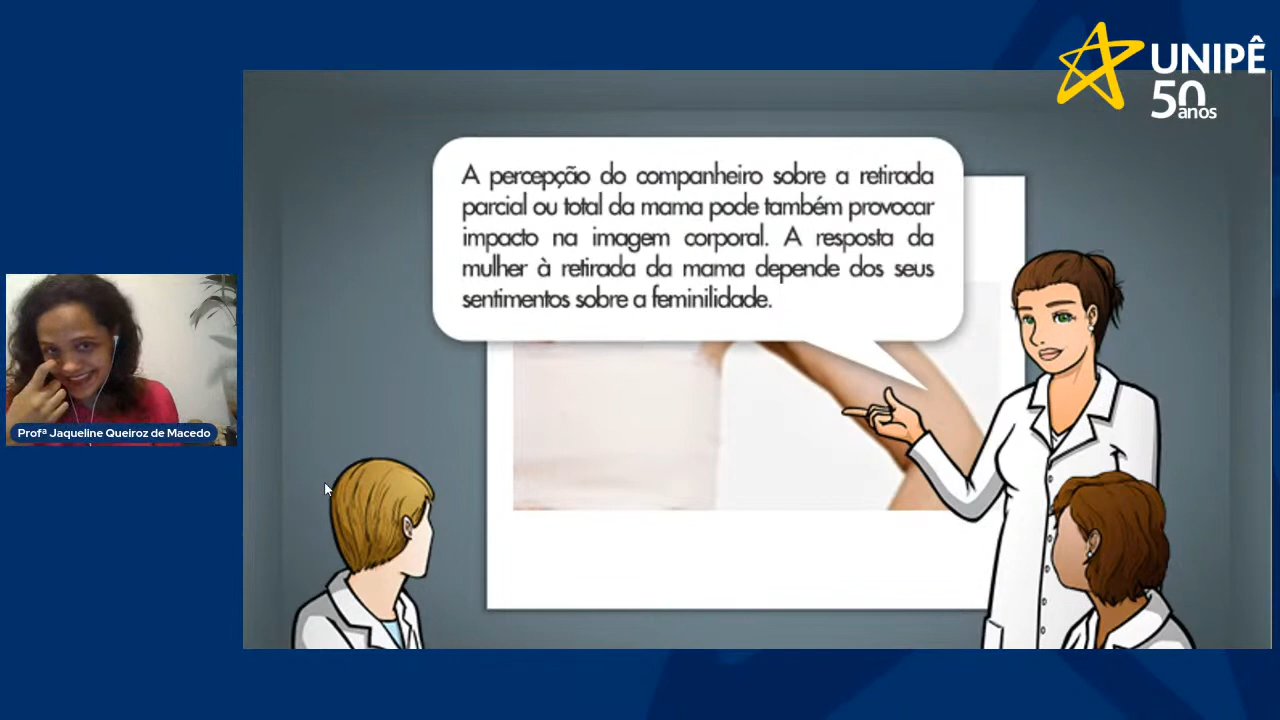 UNIPÊ
50
anos
A percepção do companheiro sobre a retirada
parcial ou total da mama pode também provocar
impacto na imagem corporal. A resposta da
mulher à retirada da mama depende dos seus
sentimentos sobre a feminilidade.
Profª Jaqueline Queiroz de Macedo